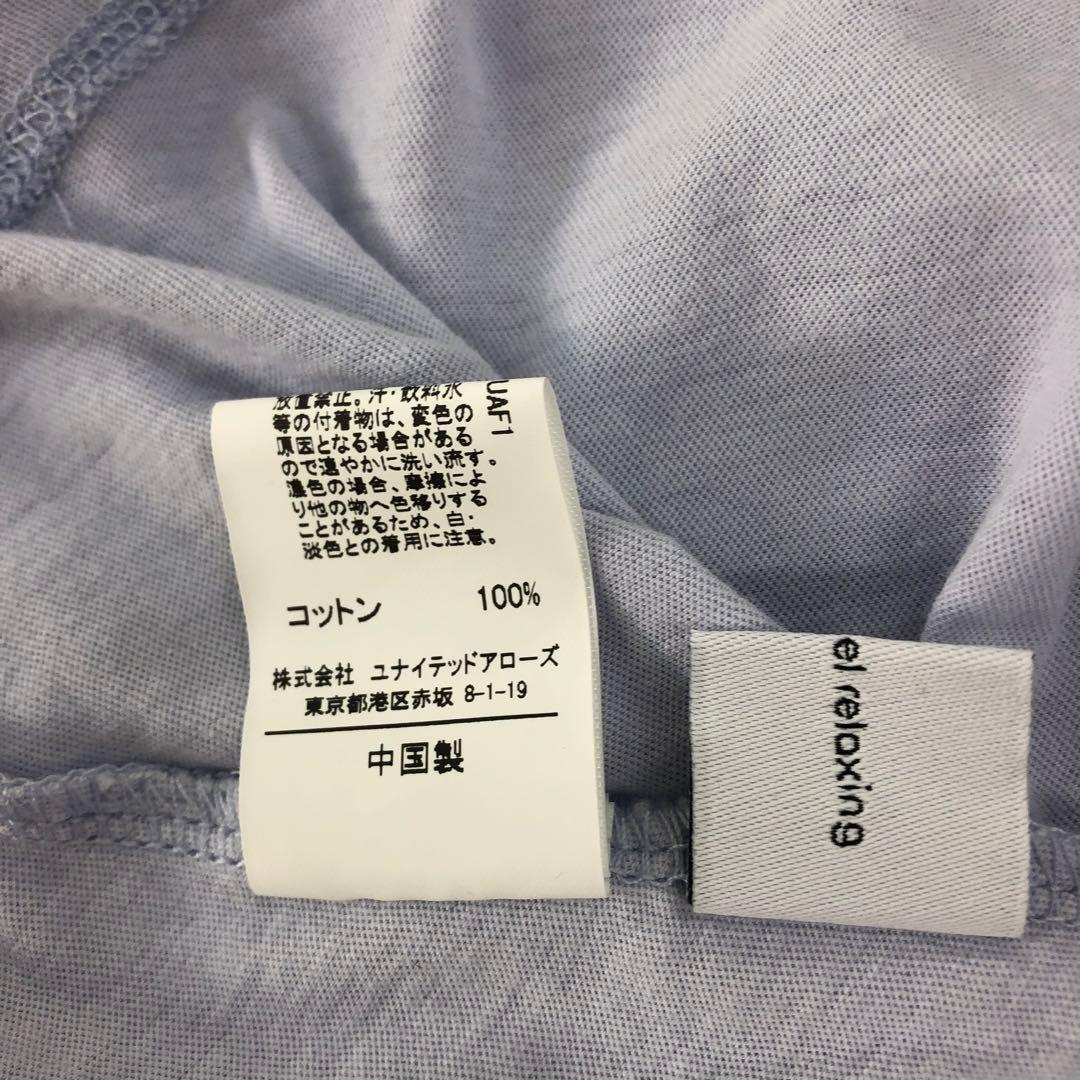 放置禁止。汗・飲料水
等の付着物は、変色の
原因となる場合がある
ので速やかに洗い流す。
濃色の場合、摩擦によ
り他の物へ色移りする
ことがあるため、白・
淡色との着用に注意。
UAF1
コットン 100%
株式会社 ユナイテッドアローズ
東京都港区赤坂 8-1-19
中国製
el relaxing